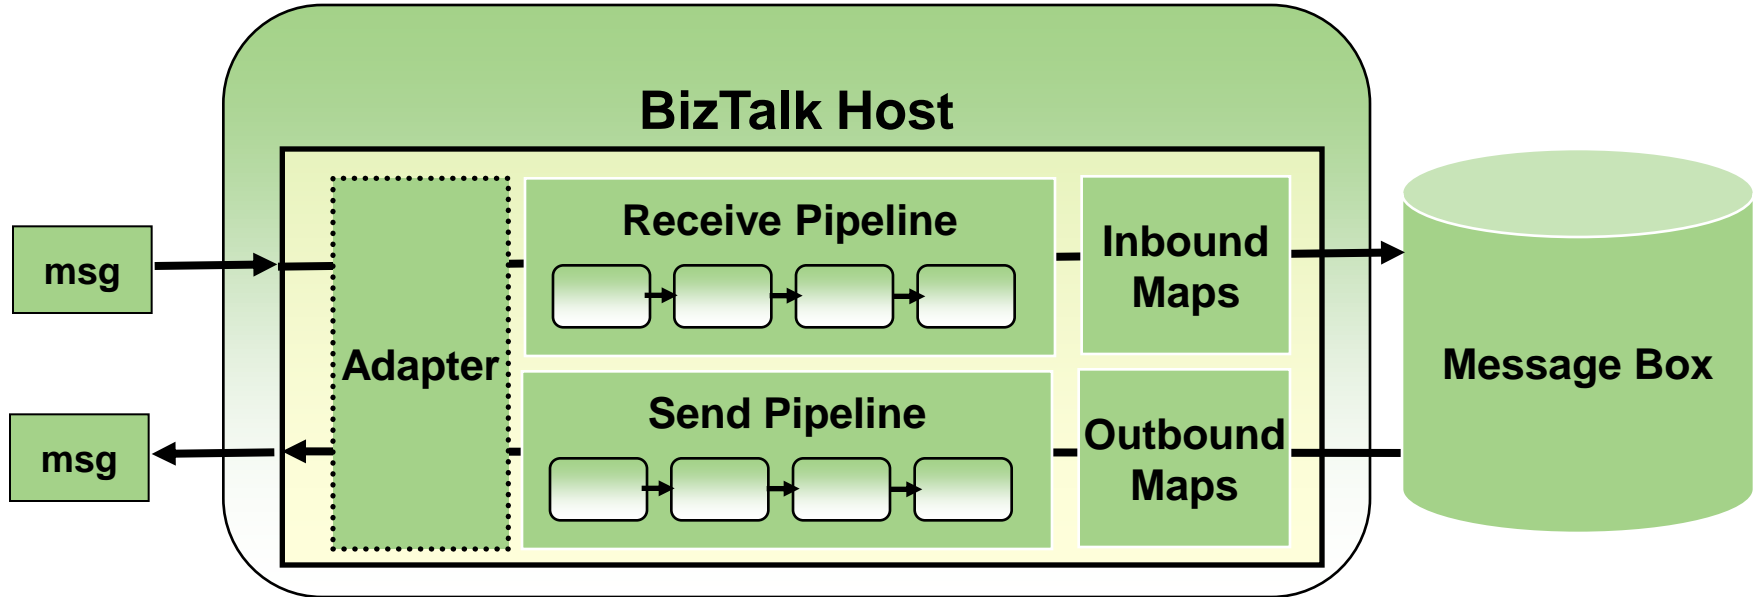 BizTalk Host
msg
Adapter
Receive Pipeline
Inbound
Maps
Message Box
msg
Send Pipeline
Outbound
Maps